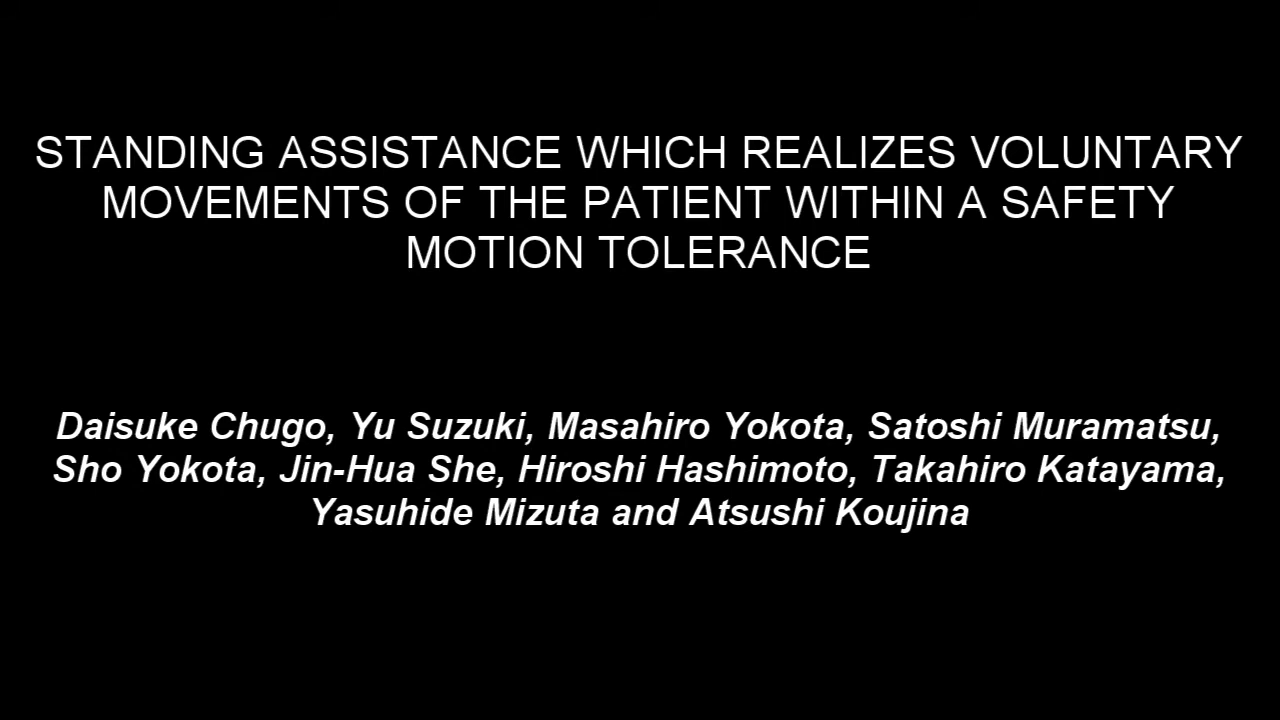 STANDING ASSISTANCE WHICH REALIZES VOLUNTARY
MOVEMENTS OF THE PATIENT WITHIN A SAFETY
MOTION TOLERANCE
Daisuke Chugo, Yu Suzuki, Masahiro Yokota, Satoshi Muramatsu,
Sho Yokota, Jin-Hua She, Hiroshi Hashimoto, Takahiro Katayama,
Yasuhide Mizuta and Atsushi Koujina